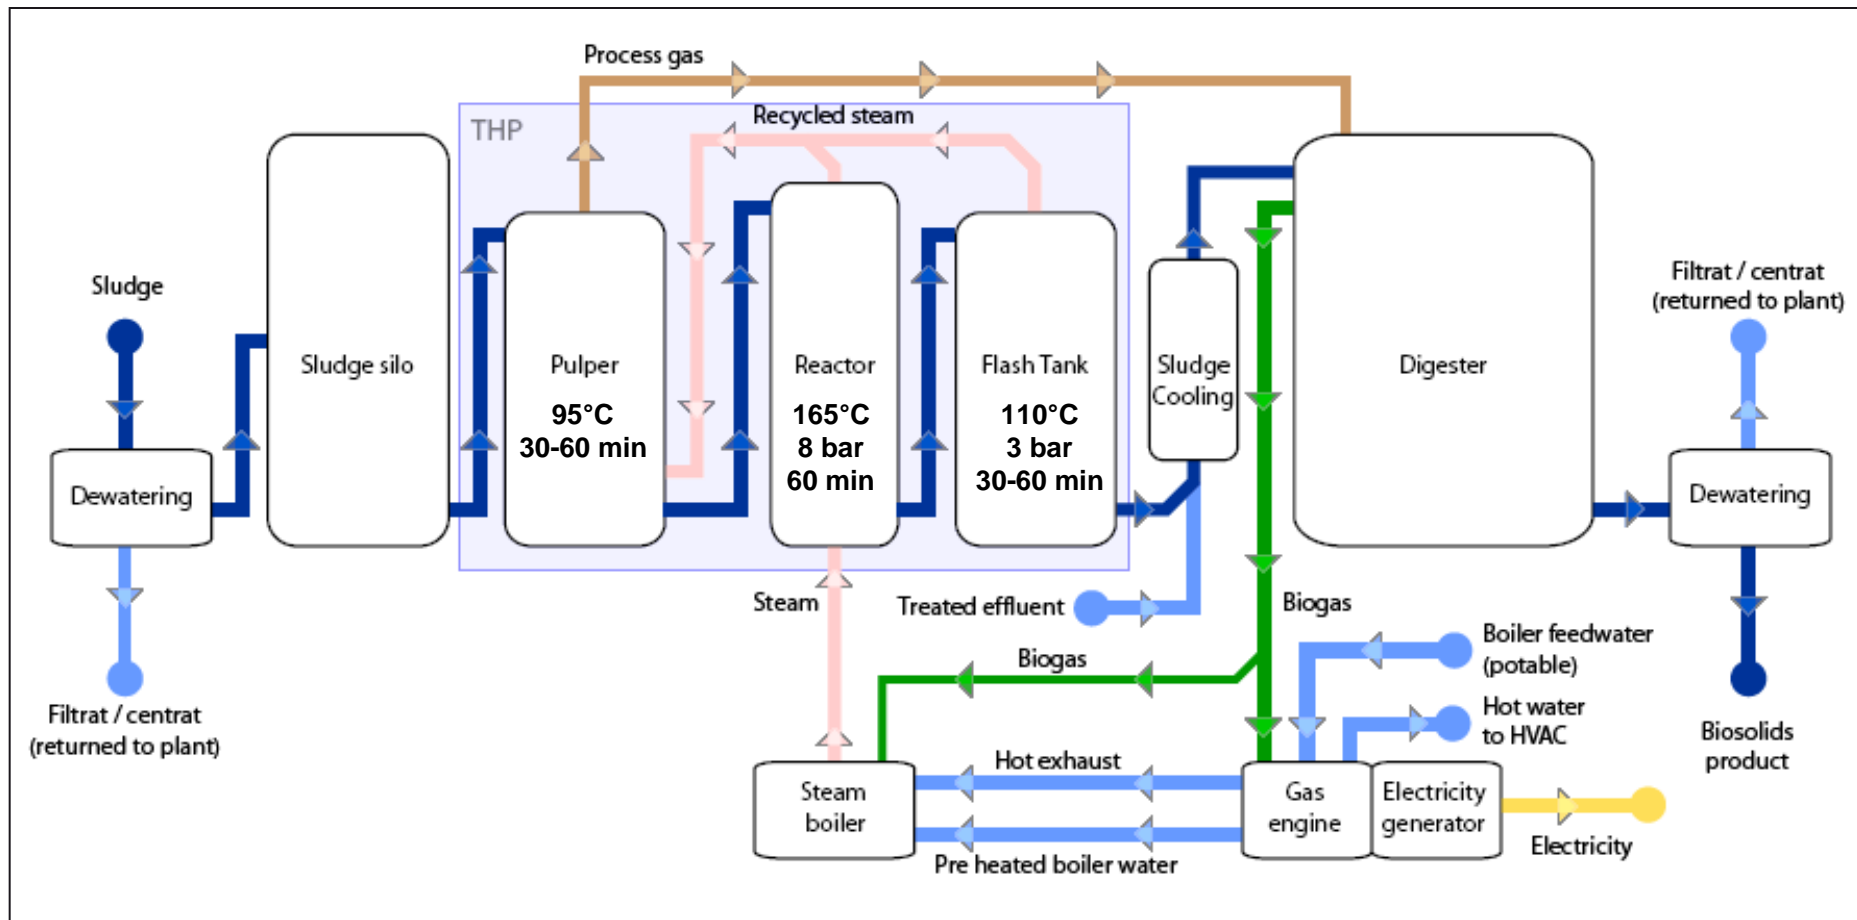 Process gas
THP
Recycled steam
Sludge
Sludge silo
Pulper
95°C
30-60 min
Reactor
165°C
8 bar
60 min
Flash Tank
110°C
3 bar
30-60 min
Sludge
Cooling
Digester
Filtrat / centrat
(returned to plant)
Dewatering
Dewatering
Steam
Treated effluent
Biogas
Biogas
Boiler feedwater
(potable)
Hot water
to HVAC
Filtrat / centrat
(returned to plant)
Biosolids
product
Hot exhaust
Steam
boiler
Gas
engine
Electricity
generator
Pre heated boiler water
Electricity